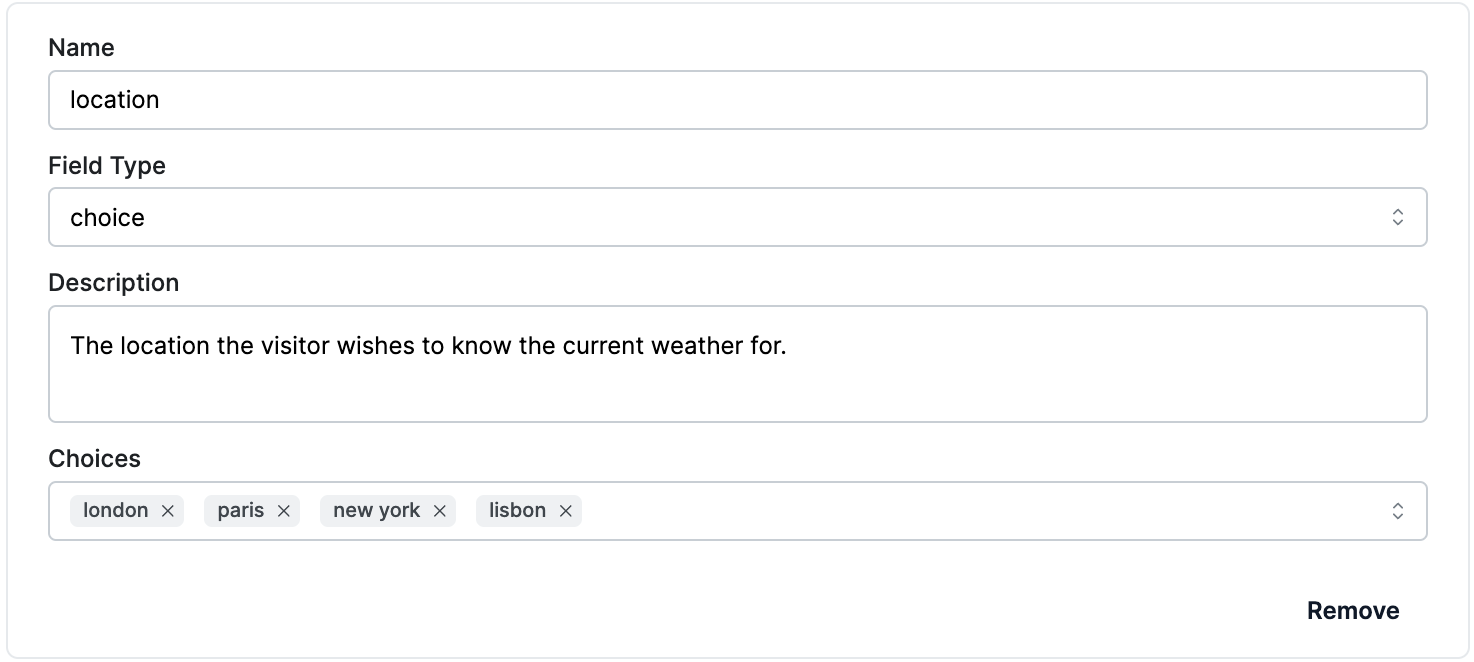 Name
location
Field Type
choice
Description
The location the visitor wishes to know the current weather for.
Choices
london × paris × new york × lisbon ×
Remove